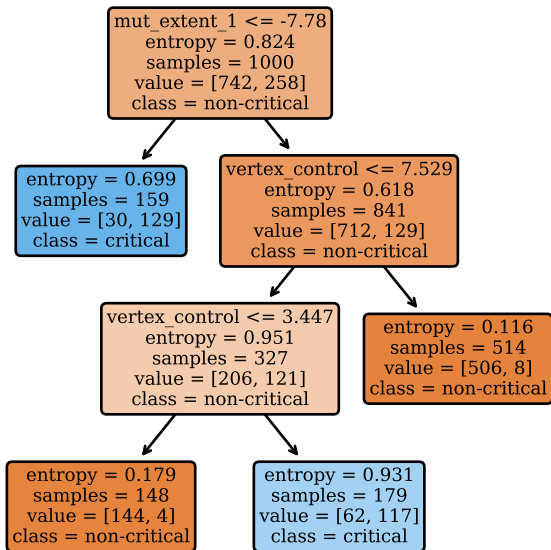 mut_extent_1 <= -7.78
entropy = 0.824
samples = 1000
value = [742, 258]
class = non-critical
entropy = 0.699
samples = 159
value = [30, 129]
class = critical
vertex_control <= 7.529
entropy = 0.618
samples = 841
value = [712, 129]
class = non-critical
vertex_control <= 3.447
entropy = 0.951
samples = 327
value = [206, 121]
class = non-critical
entropy = 0.116
samples = 514
value = [506, 8]
class = non-critical
entropy = 0.179
samples = 148
value = [144, 4]
class = non-critical
entropy = 0.931
samples = 179
value = [62, 117]
class = critical